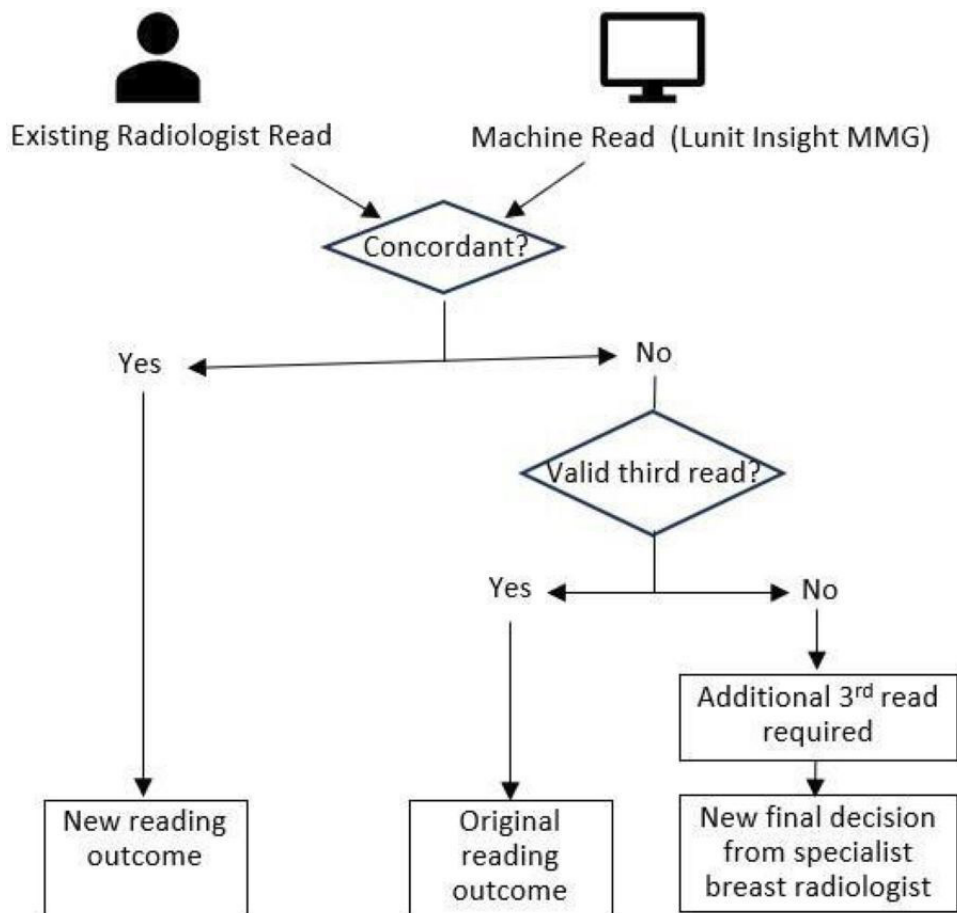 Existing Radiologist Read
Machine Read (Lunit Insight MMG)
Concordant?
Yes
No
Valid third read?
Yes
No
Additional 3rd read
required
New reading
outcome
Original
reading
outcome
New final decision
from specialist
breast radiologist